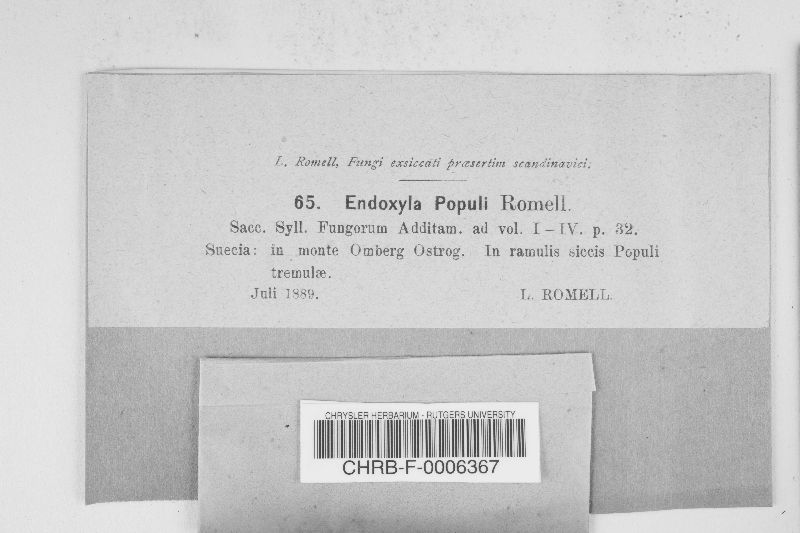 L. Romell, Fungi exsiccati præsertim scandinavici.
65. Endoxyla Populi Romell.
Sacc. Syll. Fungorum Additam. ad vol. I–IV. p. 32.
Suecia: in monte Omberg Ostrog. In ramulis siccis Populi
tremulæ.
Juli 1889. L. ROMELL.
CHRYSLER HERBARIUM - RUTGERS UNIVERSITY
CHRB-F-0006367